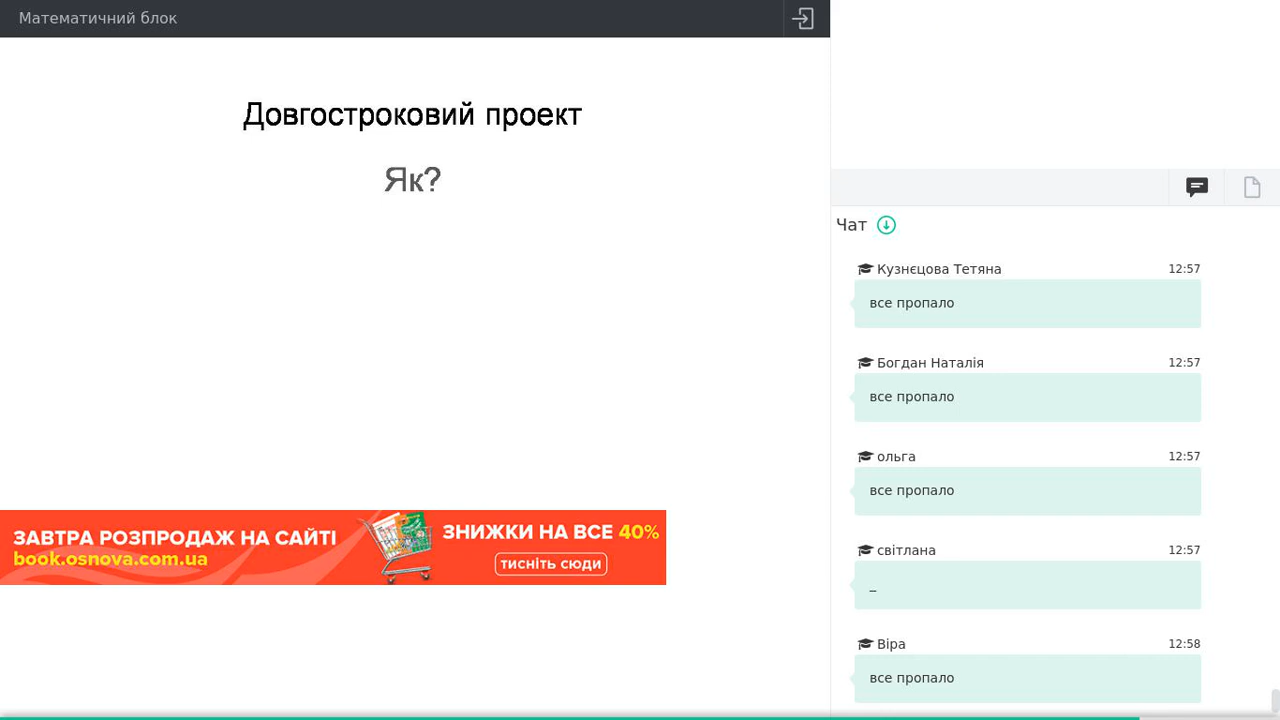 Математичний блок
Довгостроковий проект
Як?
ЗАВТРА РОЗПРОДАЖ НА САЙТІ
book.osnova.com.ua
ЗНИЖКИ НА ВСЕ 40%
тисніть сюди
Чат
Кузнєцова Тетяна 12:57
все пропало
Богдан Наталія 12:57
все пропало
ольга 12:57
все пропало
світлана 12:57
_
Віра 12:58
все пропало